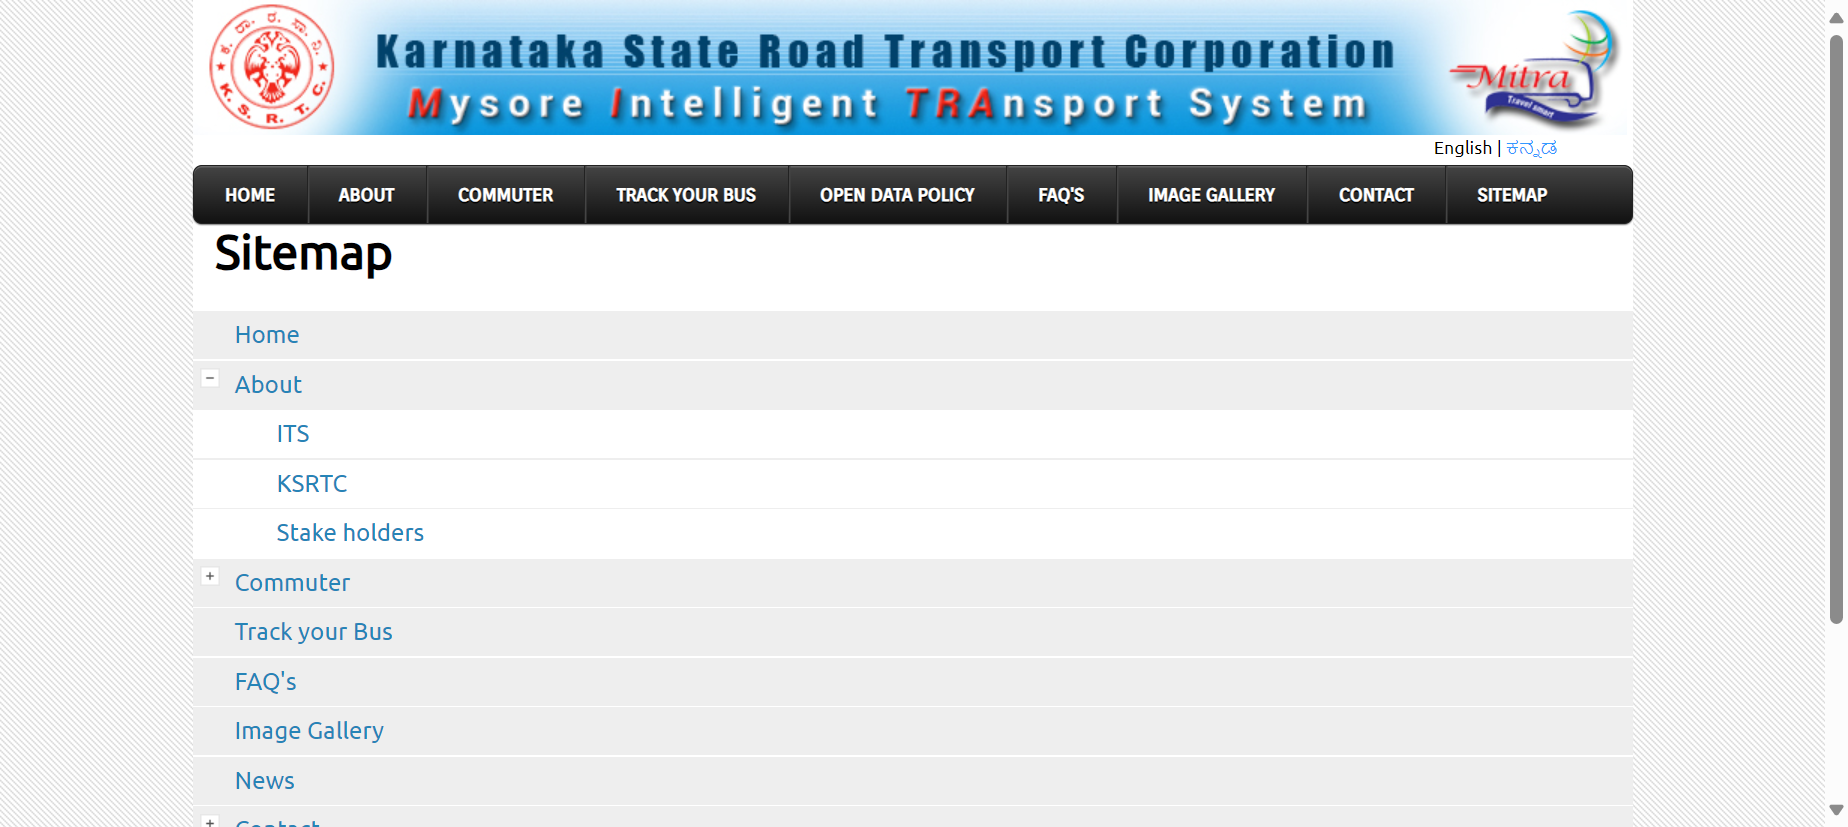 ಕ. ರಾ. ರ. ಸಾ. ನಿ.
K. S. R. T. C.
Karnataka State Road Transport Corporation
Mysore Intelligent TRAnsport System
Mitra
Travel smart
English | ಕನ್ನಡ
HOME ABOUT COMMUTER TRACK YOUR BUS OPEN DATA POLICY FAQ'S IMAGE GALLERY CONTACT SITEMAP
Sitemap
Home
About
ITS
KSRTC
Stake holders
Commuter
Track your Bus
FAQ's
Image Gallery
News
Contact